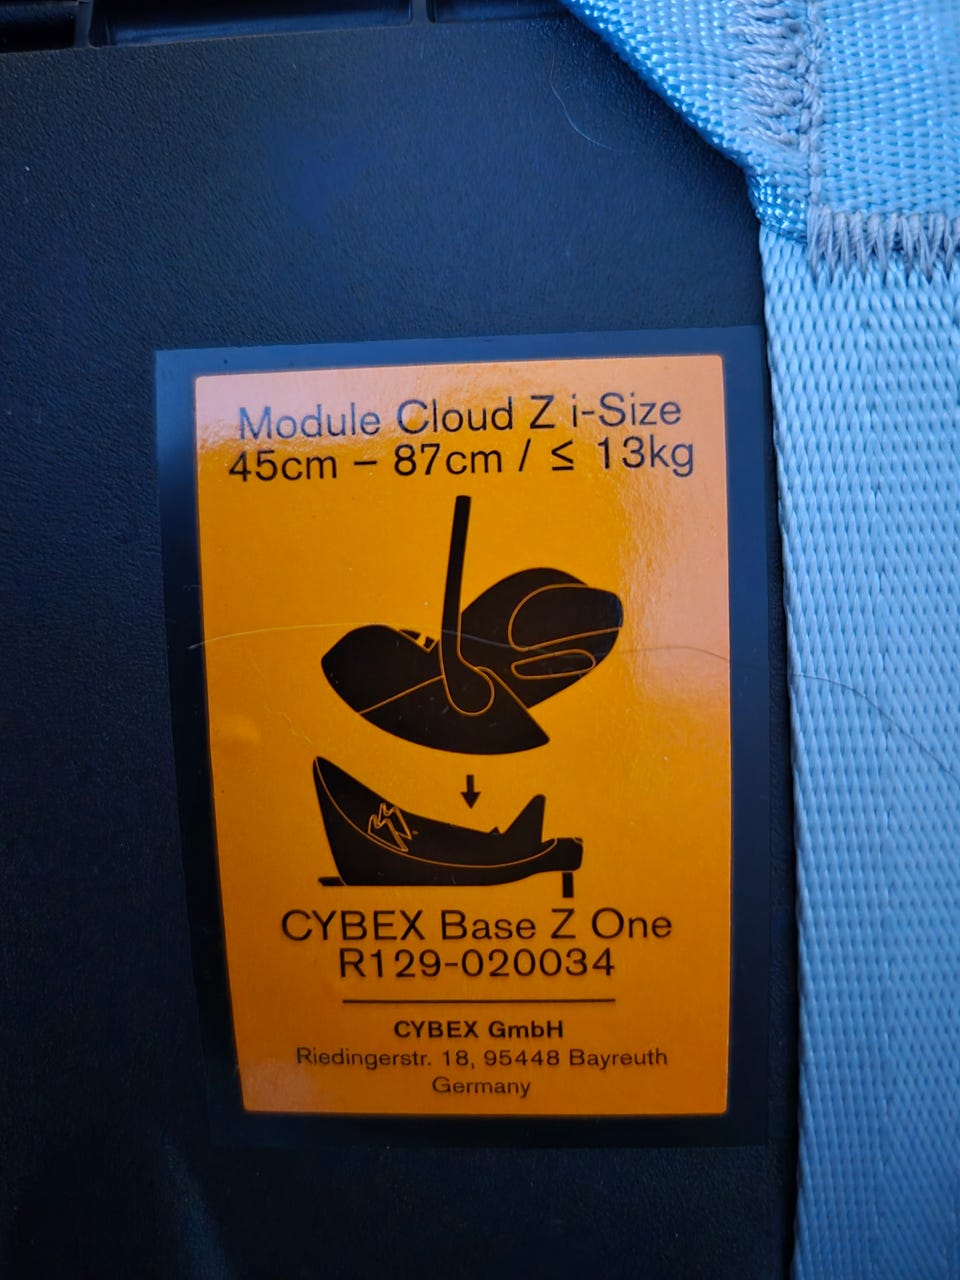 Module Cloud Z i-Size
45cm – 87cm / ≤ 13kg
CYBEX Base Z One
R129-020034
CYBEX GmbH
Riedingerstr. 18, 95448 Bayreuth
Germany